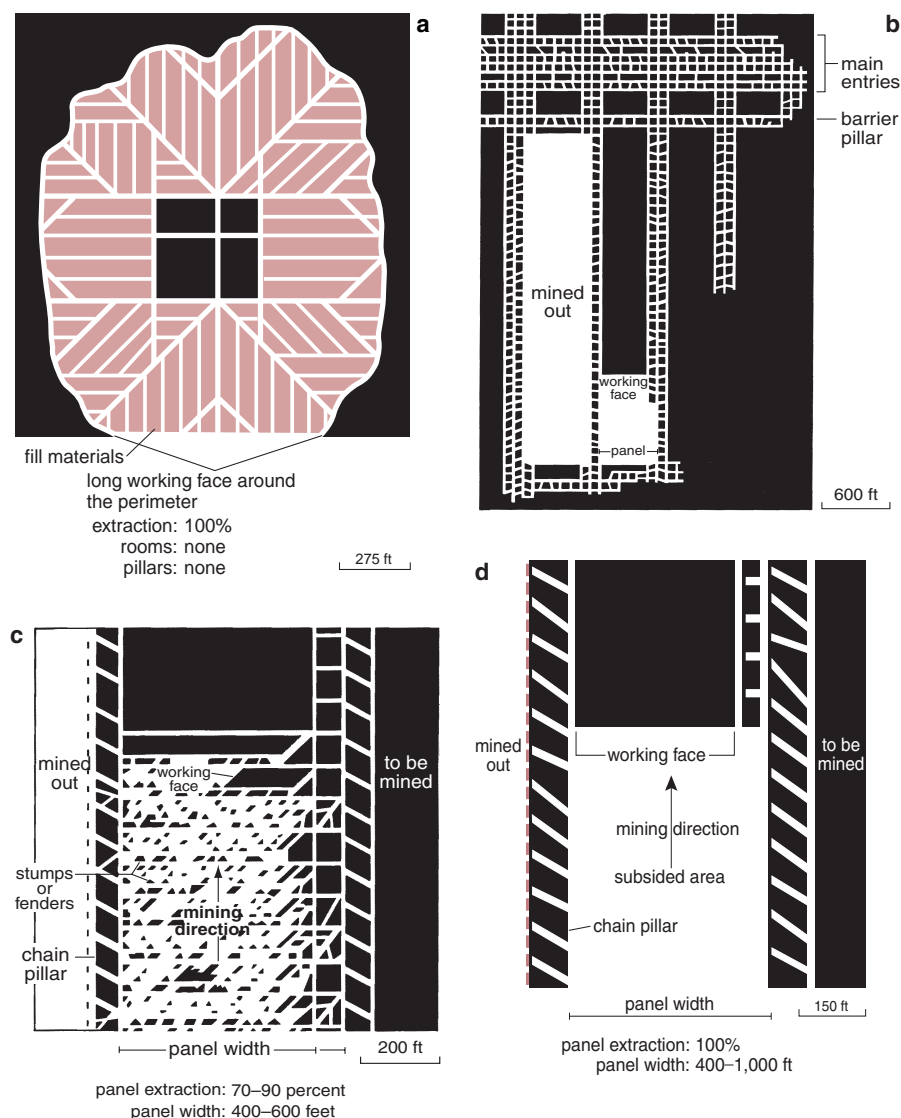 a
fill materials
long working face around
the perimeter
extraction: 100%
rooms: none
pillars: none
275 ft
b
main
entries
barrier
pillar
mined
out
working
face
panel
600 ft
c
mined
out
working
face
to be
mined
stumps
or
fenders
mining
direction
chain
pillar
panel width
200 ft
panel extraction: 70–90 percent
panel width: 400–600 feet
d
mined
out
working face
to be
mined
mining direction
subsided area
chain pillar
panel width
150 ft
panel extraction: 100%
panel width: 400–1,000 ft